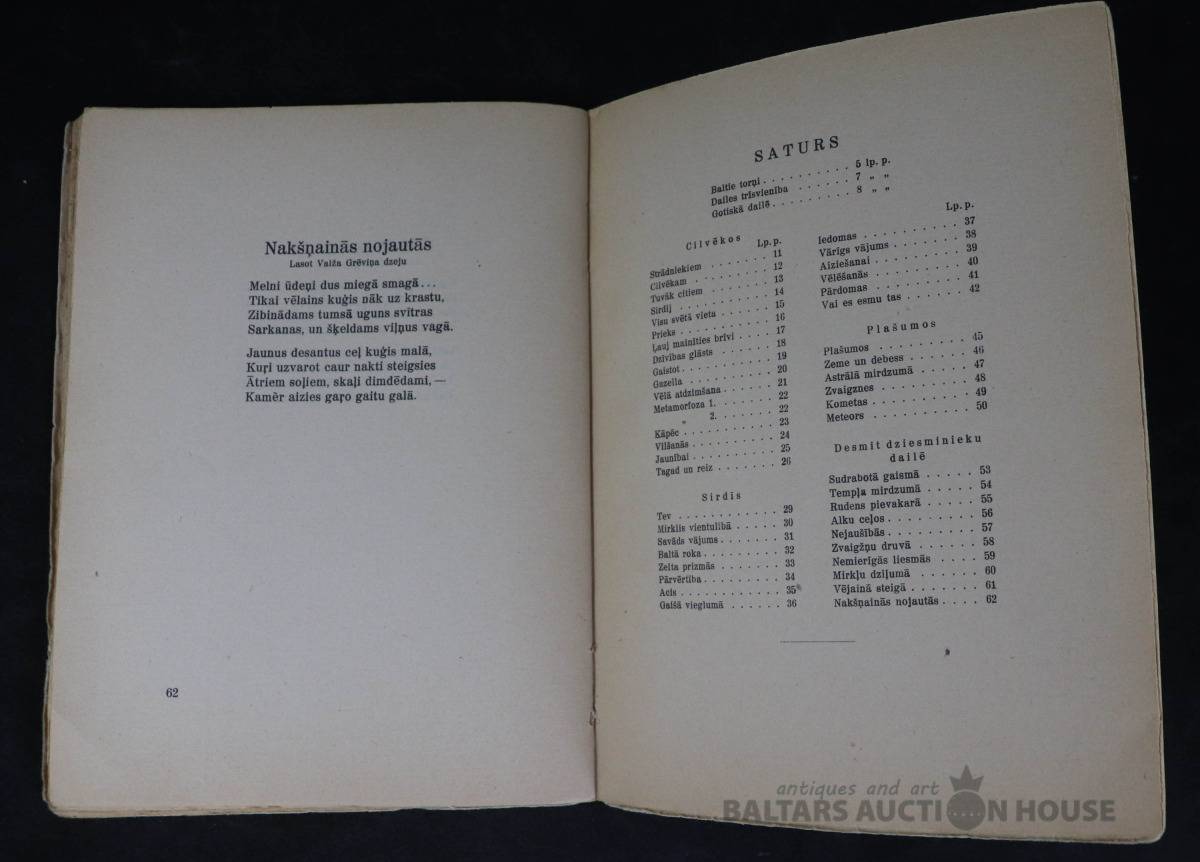 Nakšņainās nojautās
Lasot Valža Grēviņa dzeju
Melni ūdeņi dus miegā smagā...
Tikai vēlains kuģis nāk uz krastu,
Zibinādams tumsā uguns svītras
Sarkanas, un šķeldams viļņus vagā.
Jaunus desantus ceļ kuģis malā,
Kuŗi uzvarot caur nakti steigsies
Ātriem soļiem, skaļi dimdēdami, —
Kamēr aizies gaŗo gaitu galā.
62
SATURS
Baltie torņi . . . . . . . . . . 5 lp. p.
Dailes trīsvienība . . . . . . 7 „ „
Gotiskā dailē . . . . . . . . . 8 „ „
Cilvēkos
Lp. p.
Strādniekiem . . . . . . . 11
Cilvēkam . . . . . . . . . 12
Tuvāk citiem . . . . . . . 13
Sirdij . . . . . . . . . . 14
Visu svētā vieta . . . . . 15
Prieks . . . . . . . . . . 16
Ļauj mainīties brīvi . . . . 17
Dzīvības glāsts . . . . . . 18
Gaistot . . . . . . . . . . 19
Gazella . . . . . . . . . . 20
Vēlā atdzimšana . . . . . . 21
Metamorfoza 1. . . . . . . 22
„ 2. . . . . . . 22
Kāpēc . . . . . . . . . . 23
Vilšanās . . . . . . . . . 24
Jaunībai . . . . . . . . . 25
Tagad un reiz . . . . . . . 26
Sirdīs
Tev . . . . . . . . . . . 29
Mirklis vientulībā . . . . . 30
Savāds vājums . . . . . . . 31
Baltā roka . . . . . . . . 32
Zelta prizmās . . . . . . . 33
Pārvērtība . . . . . . . . 34
Acis . . . . . . . . . . . 35
Gaišā vieglumā . . . . . . 36
Lp. p.
Iedomas . . . . . . . . . . 37
Vārīgs vājums . . . . . . . 38
Aiziešanai . . . . . . . . 39
Vēlēšanās . . . . . . . . . 40
Pārdomas . . . . . . . . . 41
Vai es esmu tas . . . . . . 42
Plašumos
Plašumos . . . . . . . . . 45
Zeme un debess . . . . . . 46
Astrālā mirdzumā . . . . . 47
Zvaigznes . . . . . . . . . 48
Kometas . . . . . . . . . . 49
Meteors . . . . . . . . . . 50
Desmit dziesminieku
dailē
Sudrabotā gaismā . . . . . 53
Tempļa mirdzumā . . . . . 54
Rudens pievakarā . . . . . 55
Alku ceļos . . . . . . . . 56
Nejaušībās . . . . . . . . 57
Zvaigžņu druvā . . . . . . 58
Nemierīgās liesmās . . . . 59
Mirkļu dziļumā . . . . . . 60
Vējainā steigā . . . . . . 61
Nakšņainās nojautās . . . . 62
antiques and art
BALTARS AUCTION HOUSE